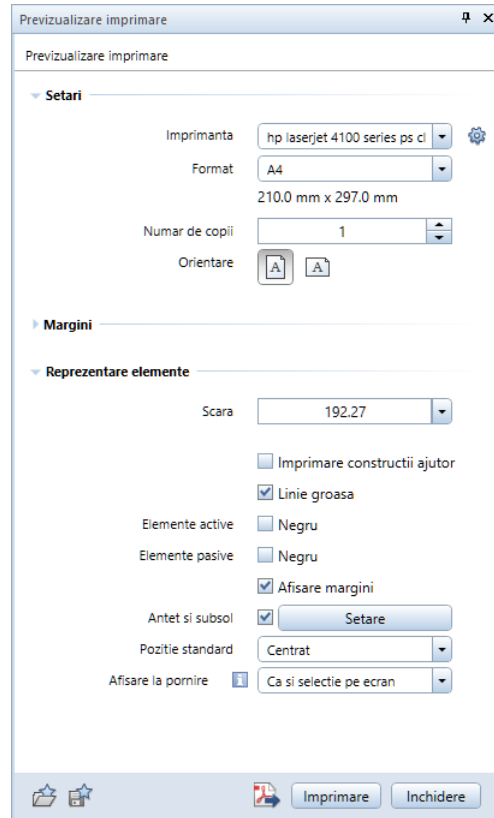 Previzualizare imprimare
Previzualizare imprimare
Setari
Imprimanta hp laserjet 4100 series ps cl
Format A4
210.0 mm x 297.0 mm
Numar de copii 1
Orientare A A
Margini
Reprezentare elemente
Scara 192.27
Imprimare constructii ajutor
Linie groasa
Elemente active Negru
Elemente pasive Negru
Afisare margini
Antet si subsol Setare
Pozitie standard Centrat
Afisare la pornire i Ca si selectie pe ecran
Imprimare Inchidere